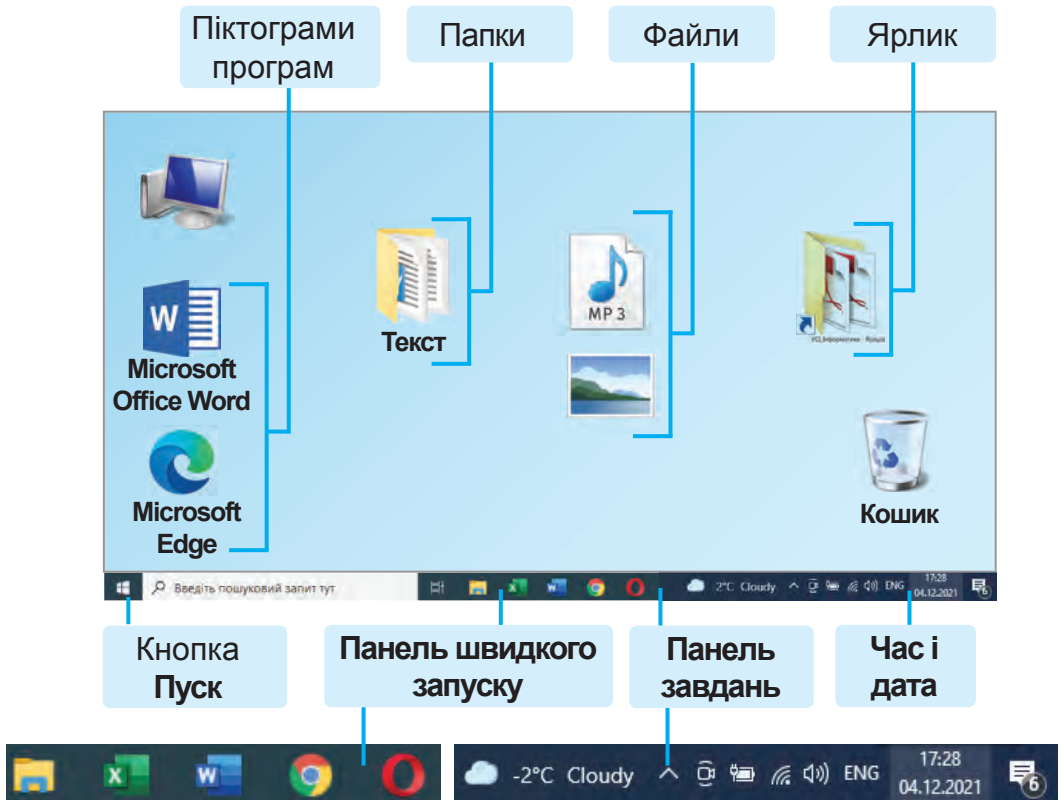 Піктограми
програм
Папки
Файли
Ярлик
W
Microsoft
Office Word
Microsoft
Edge
Текст
MP 3
Кошик
Введіть пошуковий запит тут
-2°C Cloudy
ENG
17:28
04.12.2021
6
Кнопка
Пуск
Панель швидкого
запуску
Панель
завдань
Час і
дата
X
W
-2°C Cloudy
ENG
17:28
04.12.2021
6